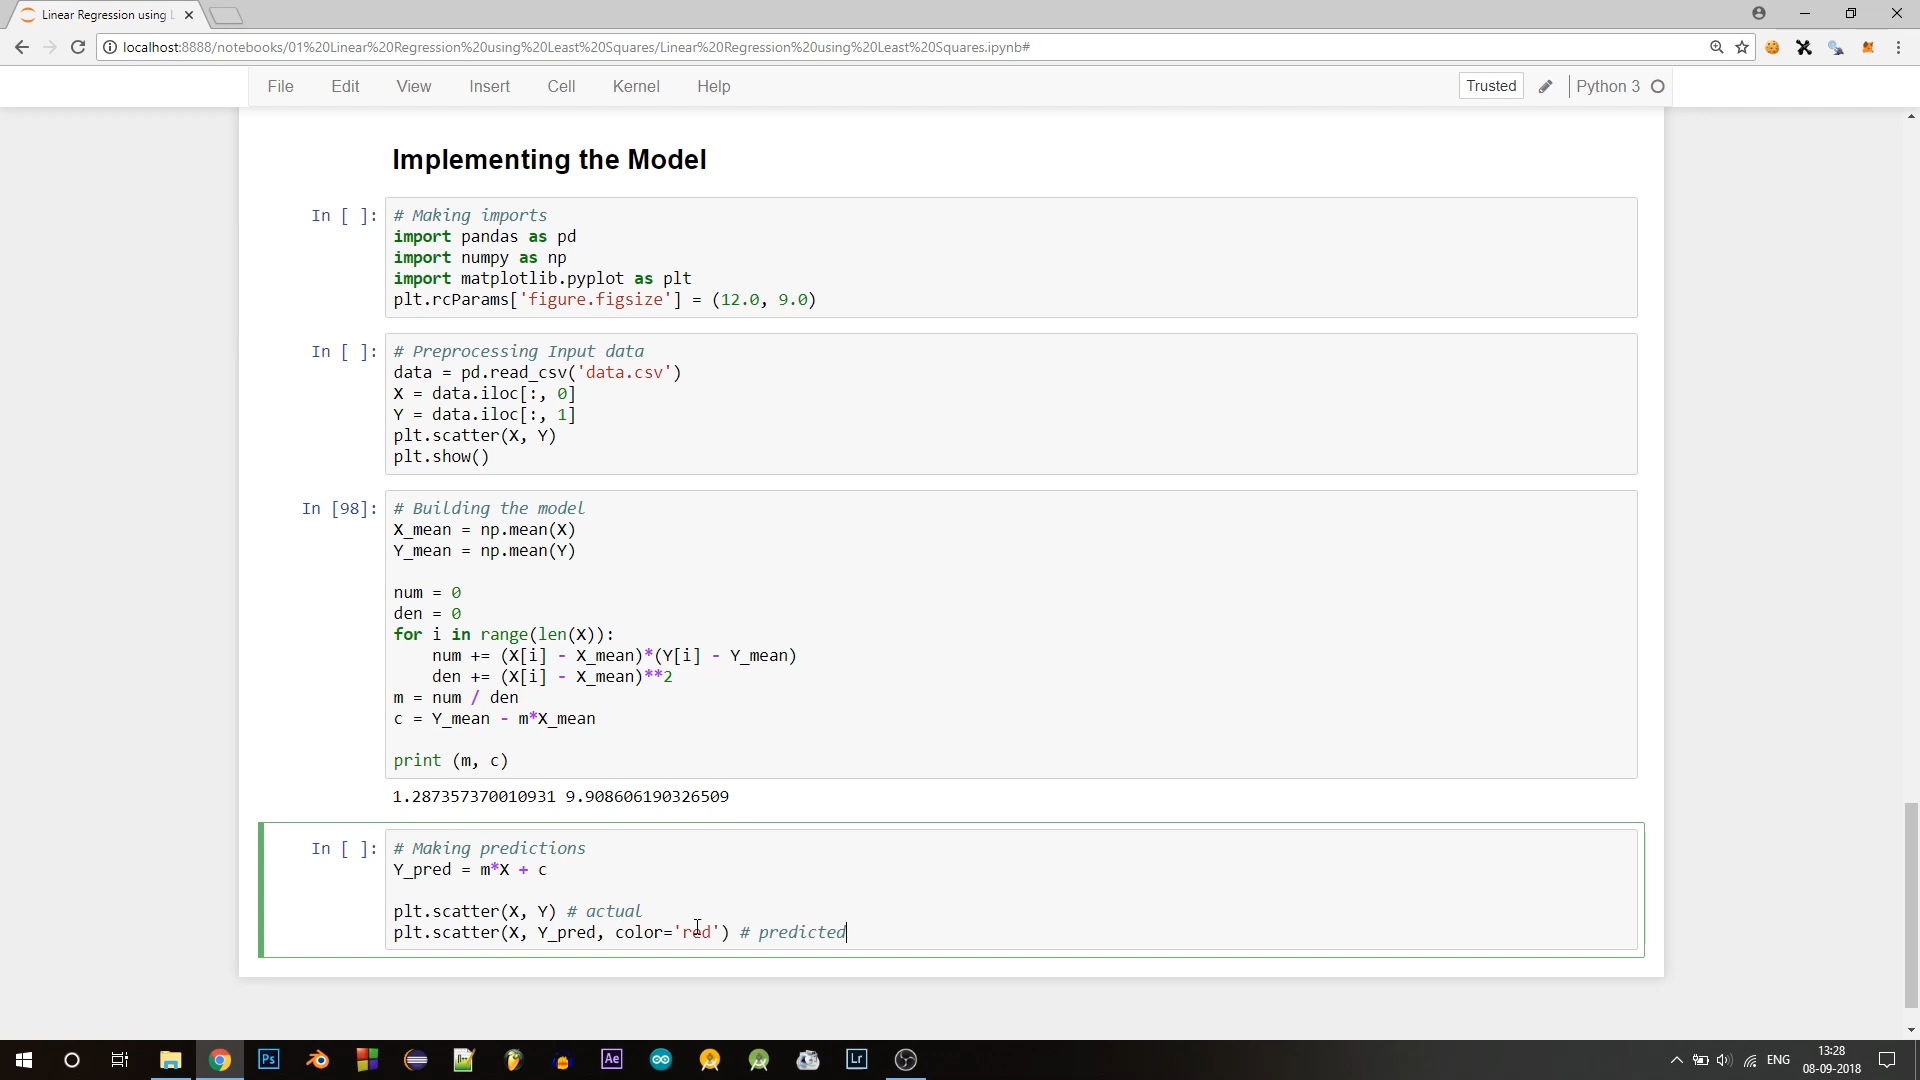 Linear Regression using L
localhost:8888/notebooks/01%20Linear%20Regression%20using%20Least%20Squares/Linear%20Regression%20using%20Least%20Squares.ipynb#
File Edit View Insert Cell Kernel Help Trusted Python 3
Implementing the Model
In [ ]:
# Making imports
import pandas as pd
import numpy as np
import matplotlib.pyplot as plt
plt.rcParams['figure.figsize'] = (12.0, 9.0)
In [ ]:
# Preprocessing Input data
data = pd.read_csv('data.csv')
X = data.iloc[:, 0]
Y = data.iloc[:, 1]
plt.scatter(X, Y)
plt.show()
In [98]:
# Building the model
X_mean = np.mean(X)
Y_mean = np.mean(Y)
num = 0
den = 0
for i in range(len(X)):
num += (X[i] - X_mean)*(Y[i] - Y_mean)
den += (X[i] - X_mean)**2
m = num / den
c = Y_mean - m*X_mean
print (m, c)
1.287357370010931 9.908606190326509
In [ ]:
# Making predictions
Y_pred = m*X + c
plt.scatter(X, Y) # actual
plt.scatter(X, Y_pred, color='red') # predicted
Ps
Ae
Lr
ENG
13:28
08-09-2018